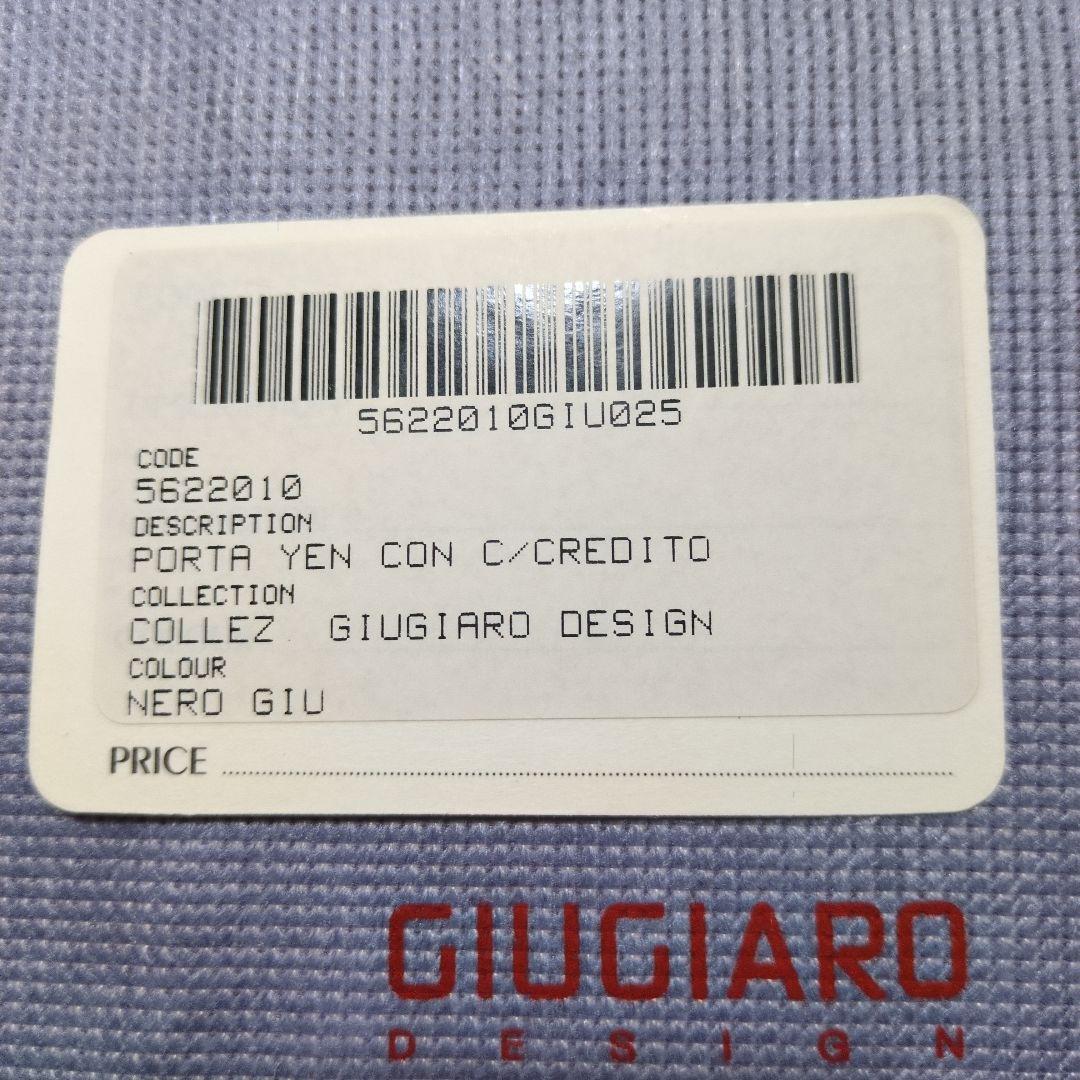 5622010GIU025
CODE
5622010
DESCRIPTION
PORTA YEN CON C/CREDITO
COLLECTION
COLLEZ GIUGIARO DESIGN
COLOUR
NERO GIU
PRICE
GIUGIARO
DESIGN